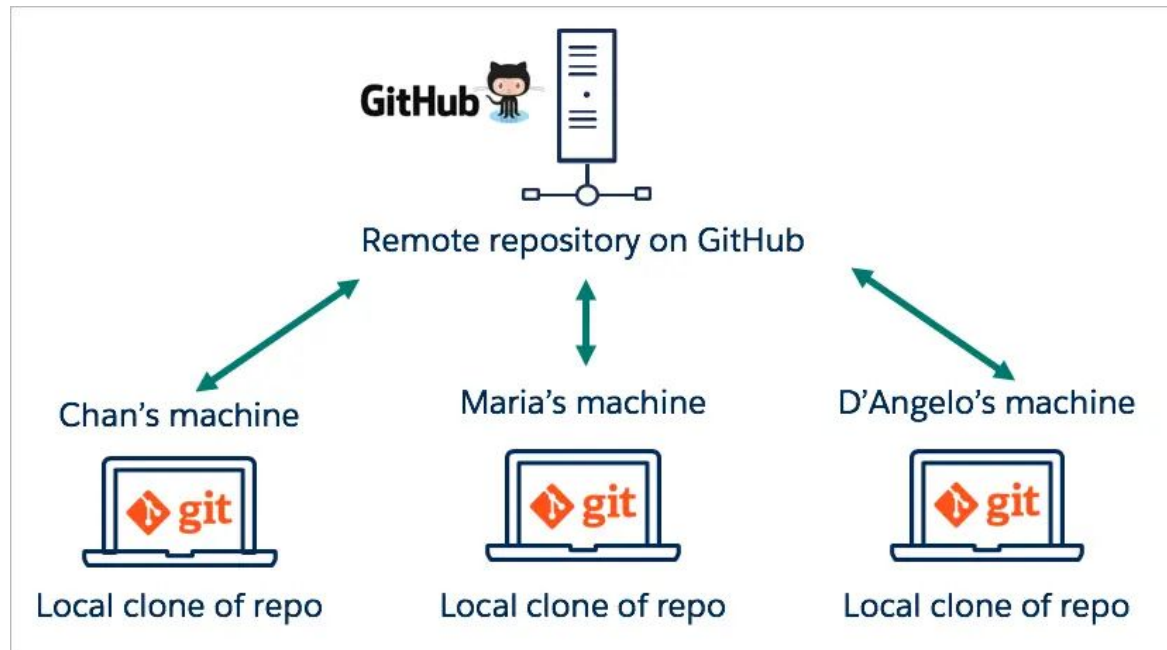 GitHub
Remote repository on GitHub
Chan's machine
Maria's machine
D'Angelo's machine
git
git
git
Local clone of repo
Local clone of repo
Local clone of repo